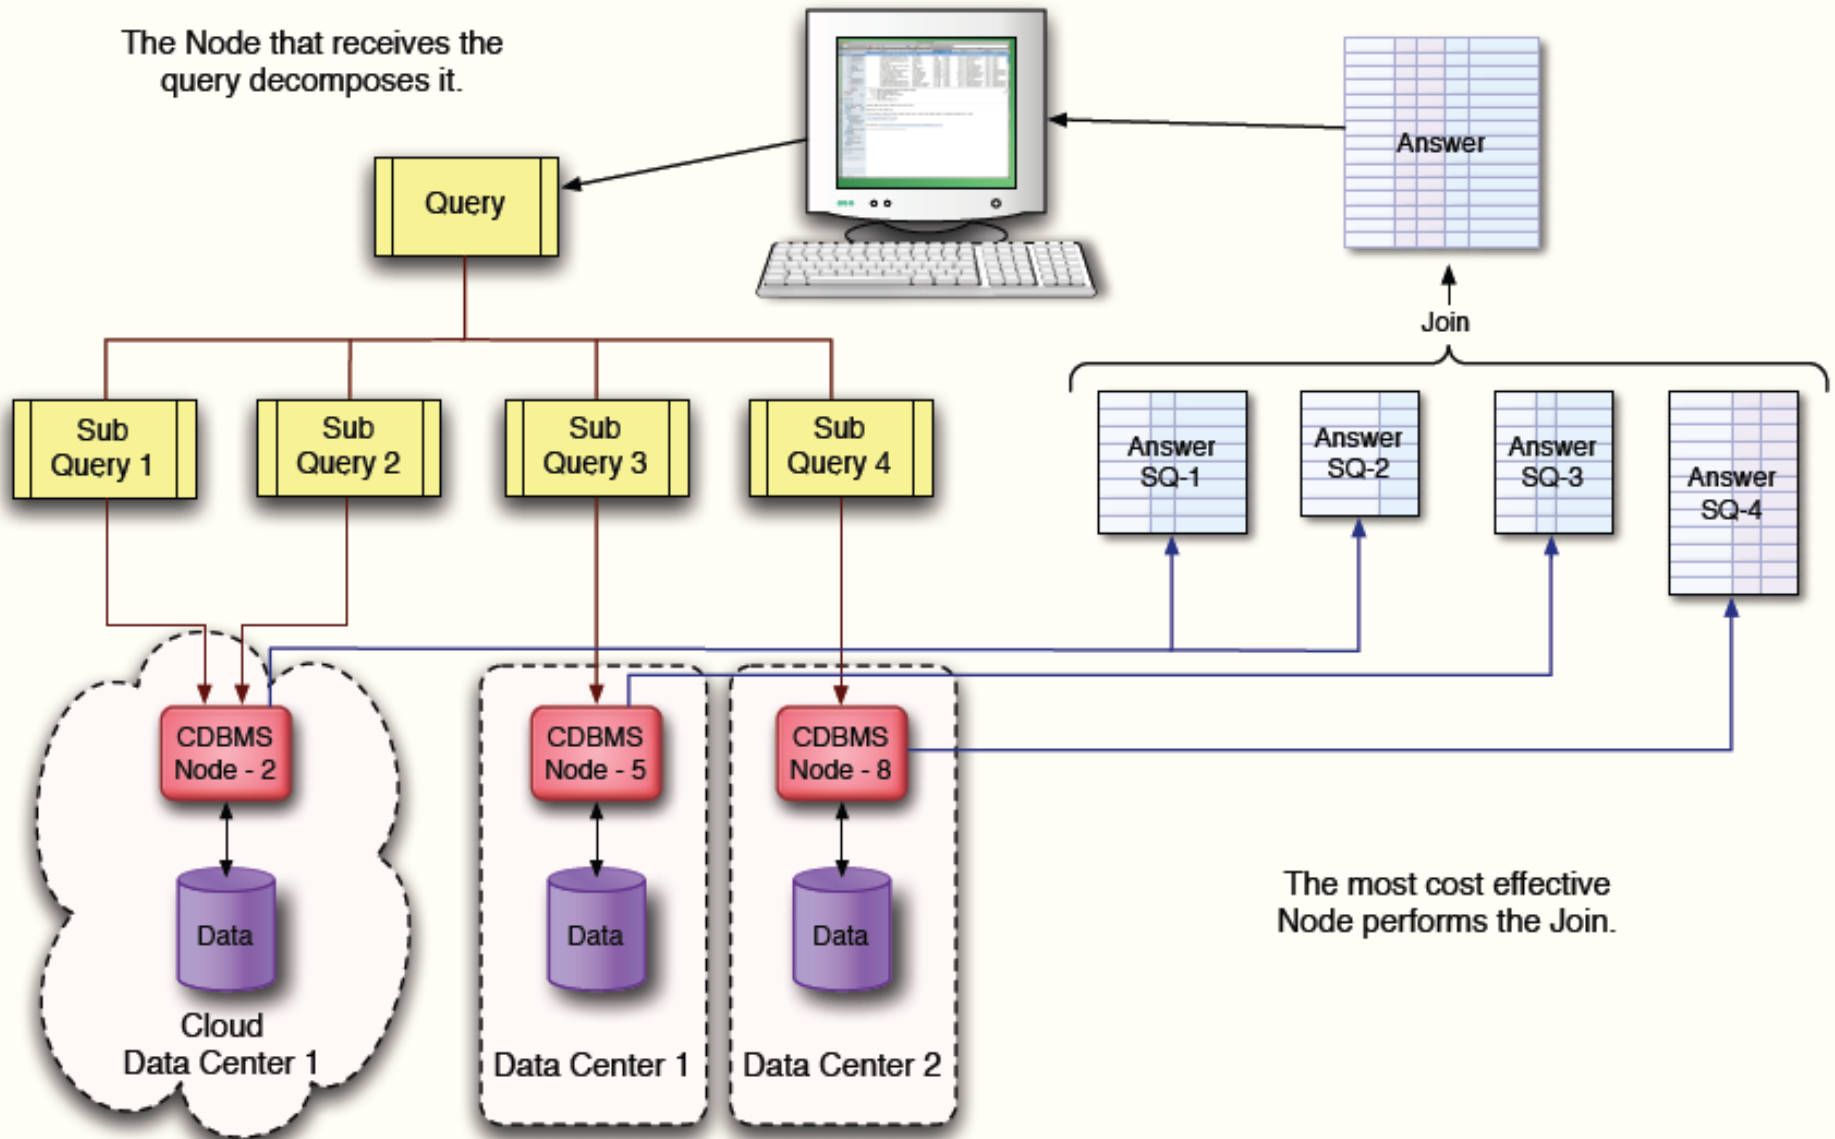 The Node that receives the
query decomposes it.
Query
Answer
Join
Sub
Query 1
Sub
Query 2
Sub
Query 3
Sub
Query 4
Answer
SQ-1
Answer
SQ-2
Answer
SQ-3
Answer
SQ-4
CDBMS
Node - 2
CDBMS
Node - 5
CDBMS
Node - 8
Data
Data
Data
The most cost effective
Node performs the Join.
Cloud
Data Center 1
Data Center 1
Data Center 2